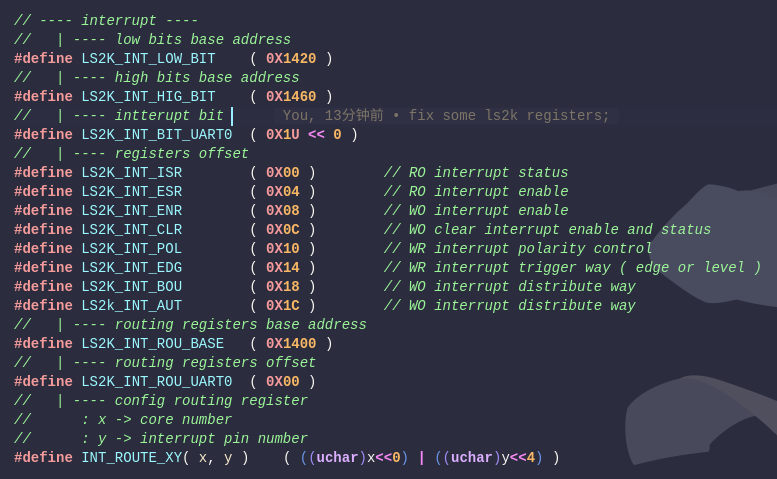 // ---- interrupt ----
//   | ---- low bits base address
#define LS2K_INT_LOW_BIT    ( 0X1420 )
//   | ---- high bits base address
#define LS2K_INT_HIG_BIT    ( 0X1460 )
//   | ---- intterupt bit      You, 13分钟前 • fix some ls2k registers;
#define LS2K_INT_BIT_UART0  ( 0X1U << 0 )
//   | ---- registers offset
#define LS2K_INT_ISR        ( 0X00 )        // RO interrupt status
#define LS2K_INT_ESR        ( 0X04 )        // RO interrupt enable
#define LS2K_INT_ENR        ( 0X08 )        // WO interrupt enable
#define LS2K_INT_CLR        ( 0X0C )        // WO clear interrupt enable and status
#define LS2K_INT_POL        ( 0X10 )        // WR interrupt polarity control
#define LS2K_INT_EDG        ( 0X14 )        // WR interrupt trigger way ( edge or level )
#define LS2K_INT_BOU        ( 0X18 )        // WO interrupt distribute way
#define LS2k_INT_AUT        ( 0X1C )        // WO interrupt distribute way
//   | ---- routing registers base address
#define LS2K_INT_ROU_BASE   ( 0X1400 )
//   | ---- routing registers offset
#define LS2K_INT_ROU_UART0  ( 0X00 )
//   | ---- config routing register
//      : x -> core number
//      : y -> interrupt pin number
#define INT_ROUTE_XY( x, y )    ( ((uchar)x<<0) | ((uchar)y<<4) )